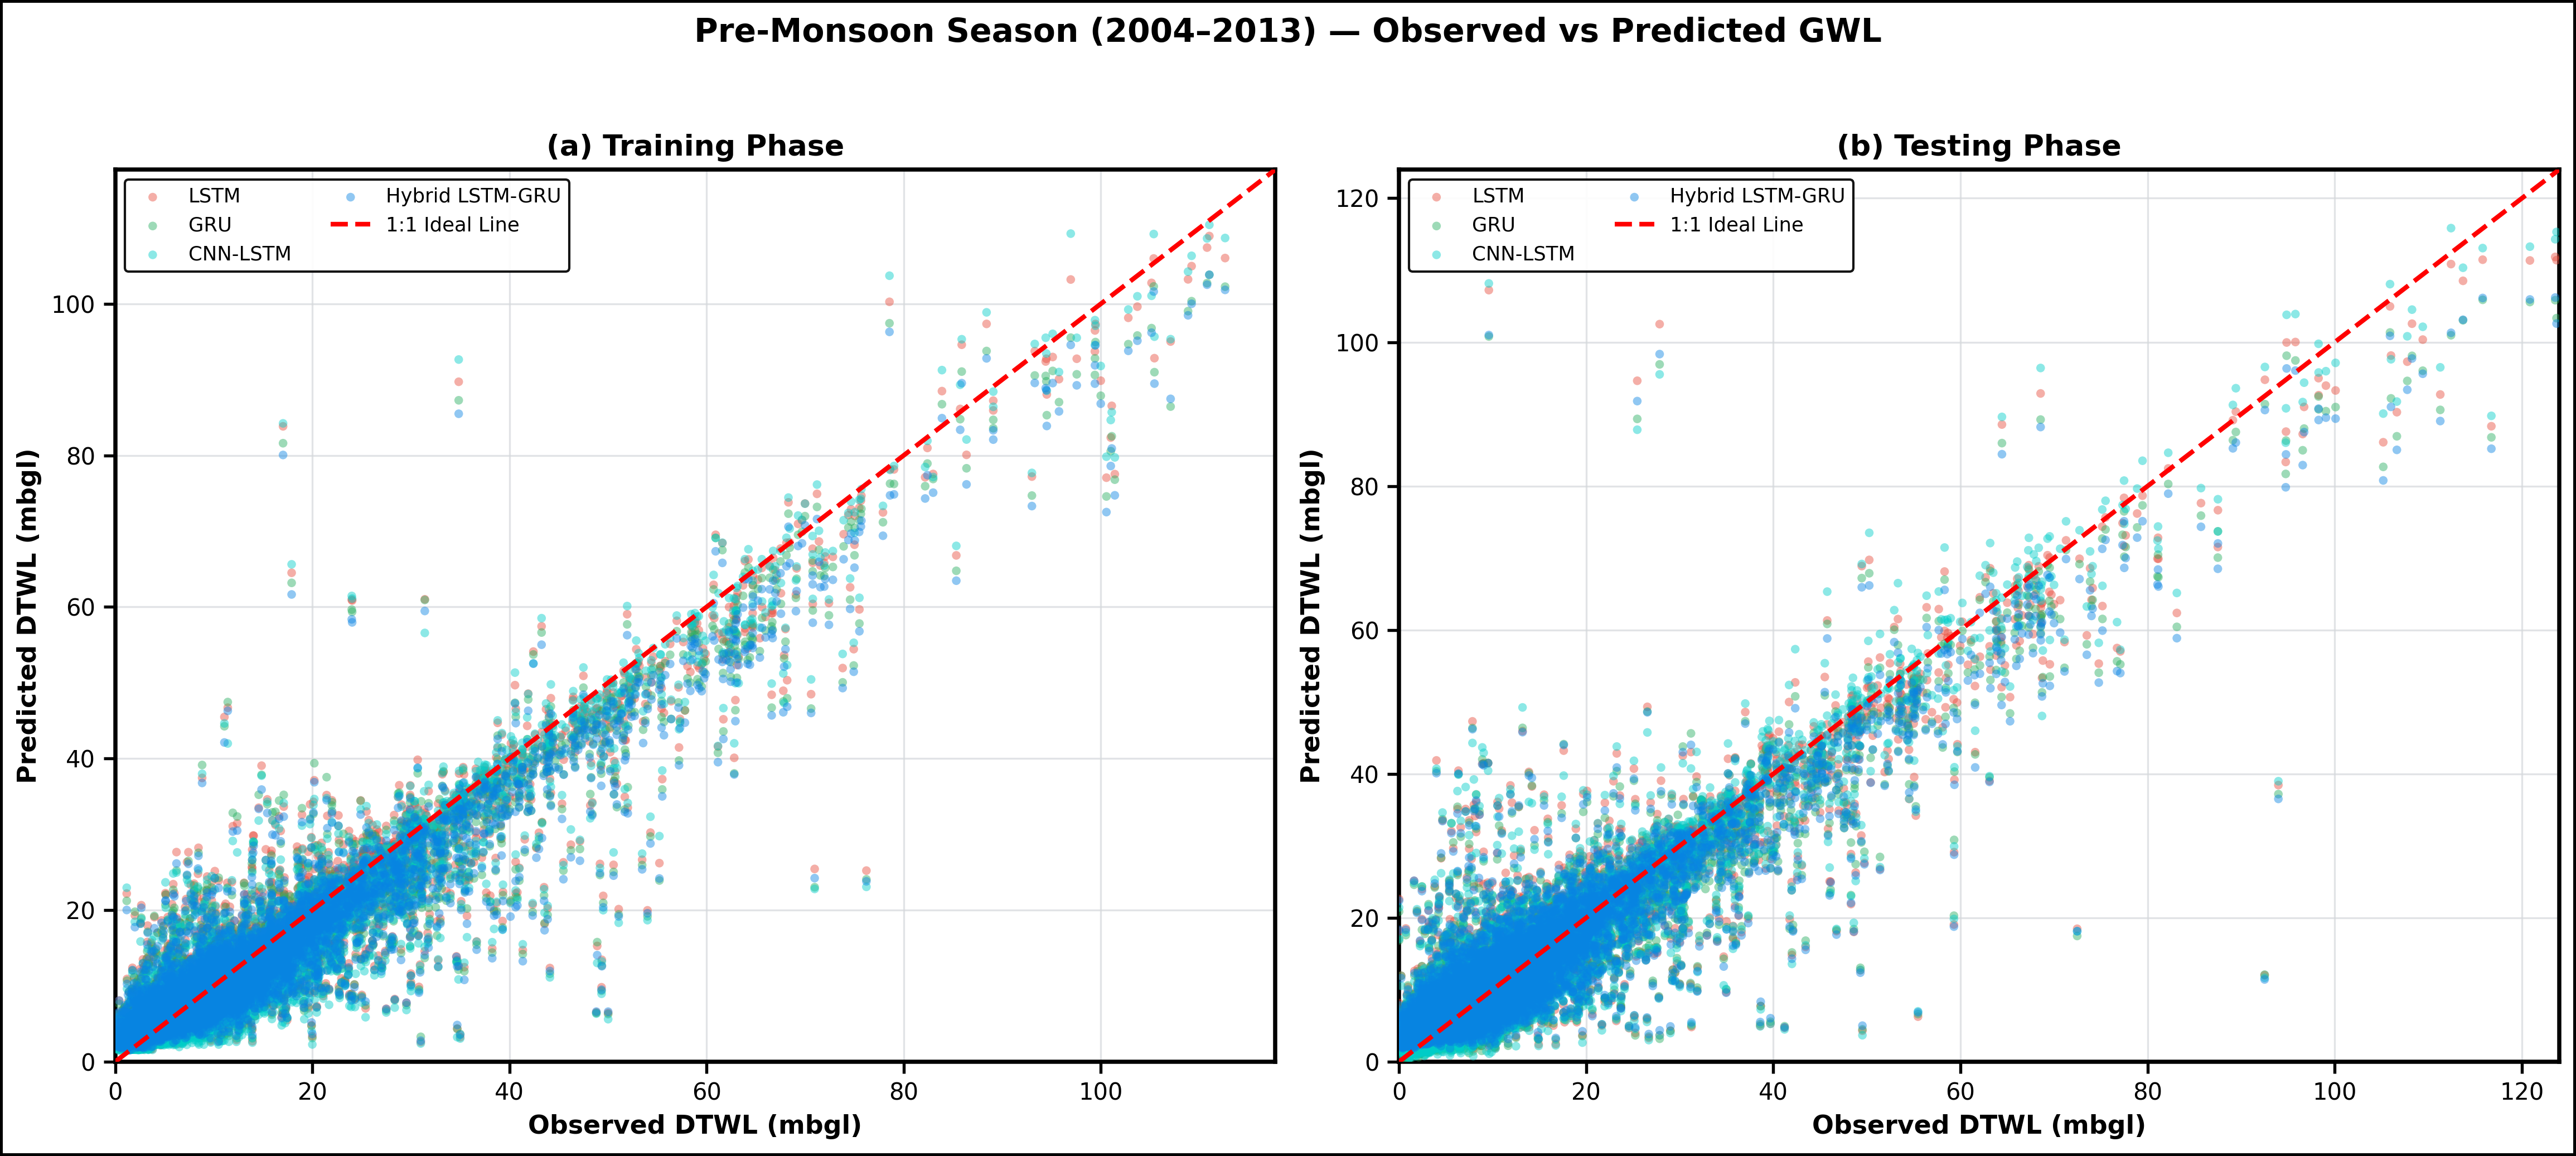 Pre-Monsoon Season (2004–2013) — Observed vs Predicted GWL
(a) Training Phase
LSTM
GRU
CNN-LSTM
Hybrid LSTM-GRU
1:1 Ideal Line
100
80
60
40
20
0
Predicted DTWL (mbgl)
0 20 40 60 80 100
Observed DTWL (mbgl)
(b) Testing Phase
LSTM
GRU
CNN-LSTM
Hybrid LSTM-GRU
1:1 Ideal Line
120
100
80
60
40
20
0
Predicted DTWL (mbgl)
0 20 40 60 80 100 120
Observed DTWL (mbgl)